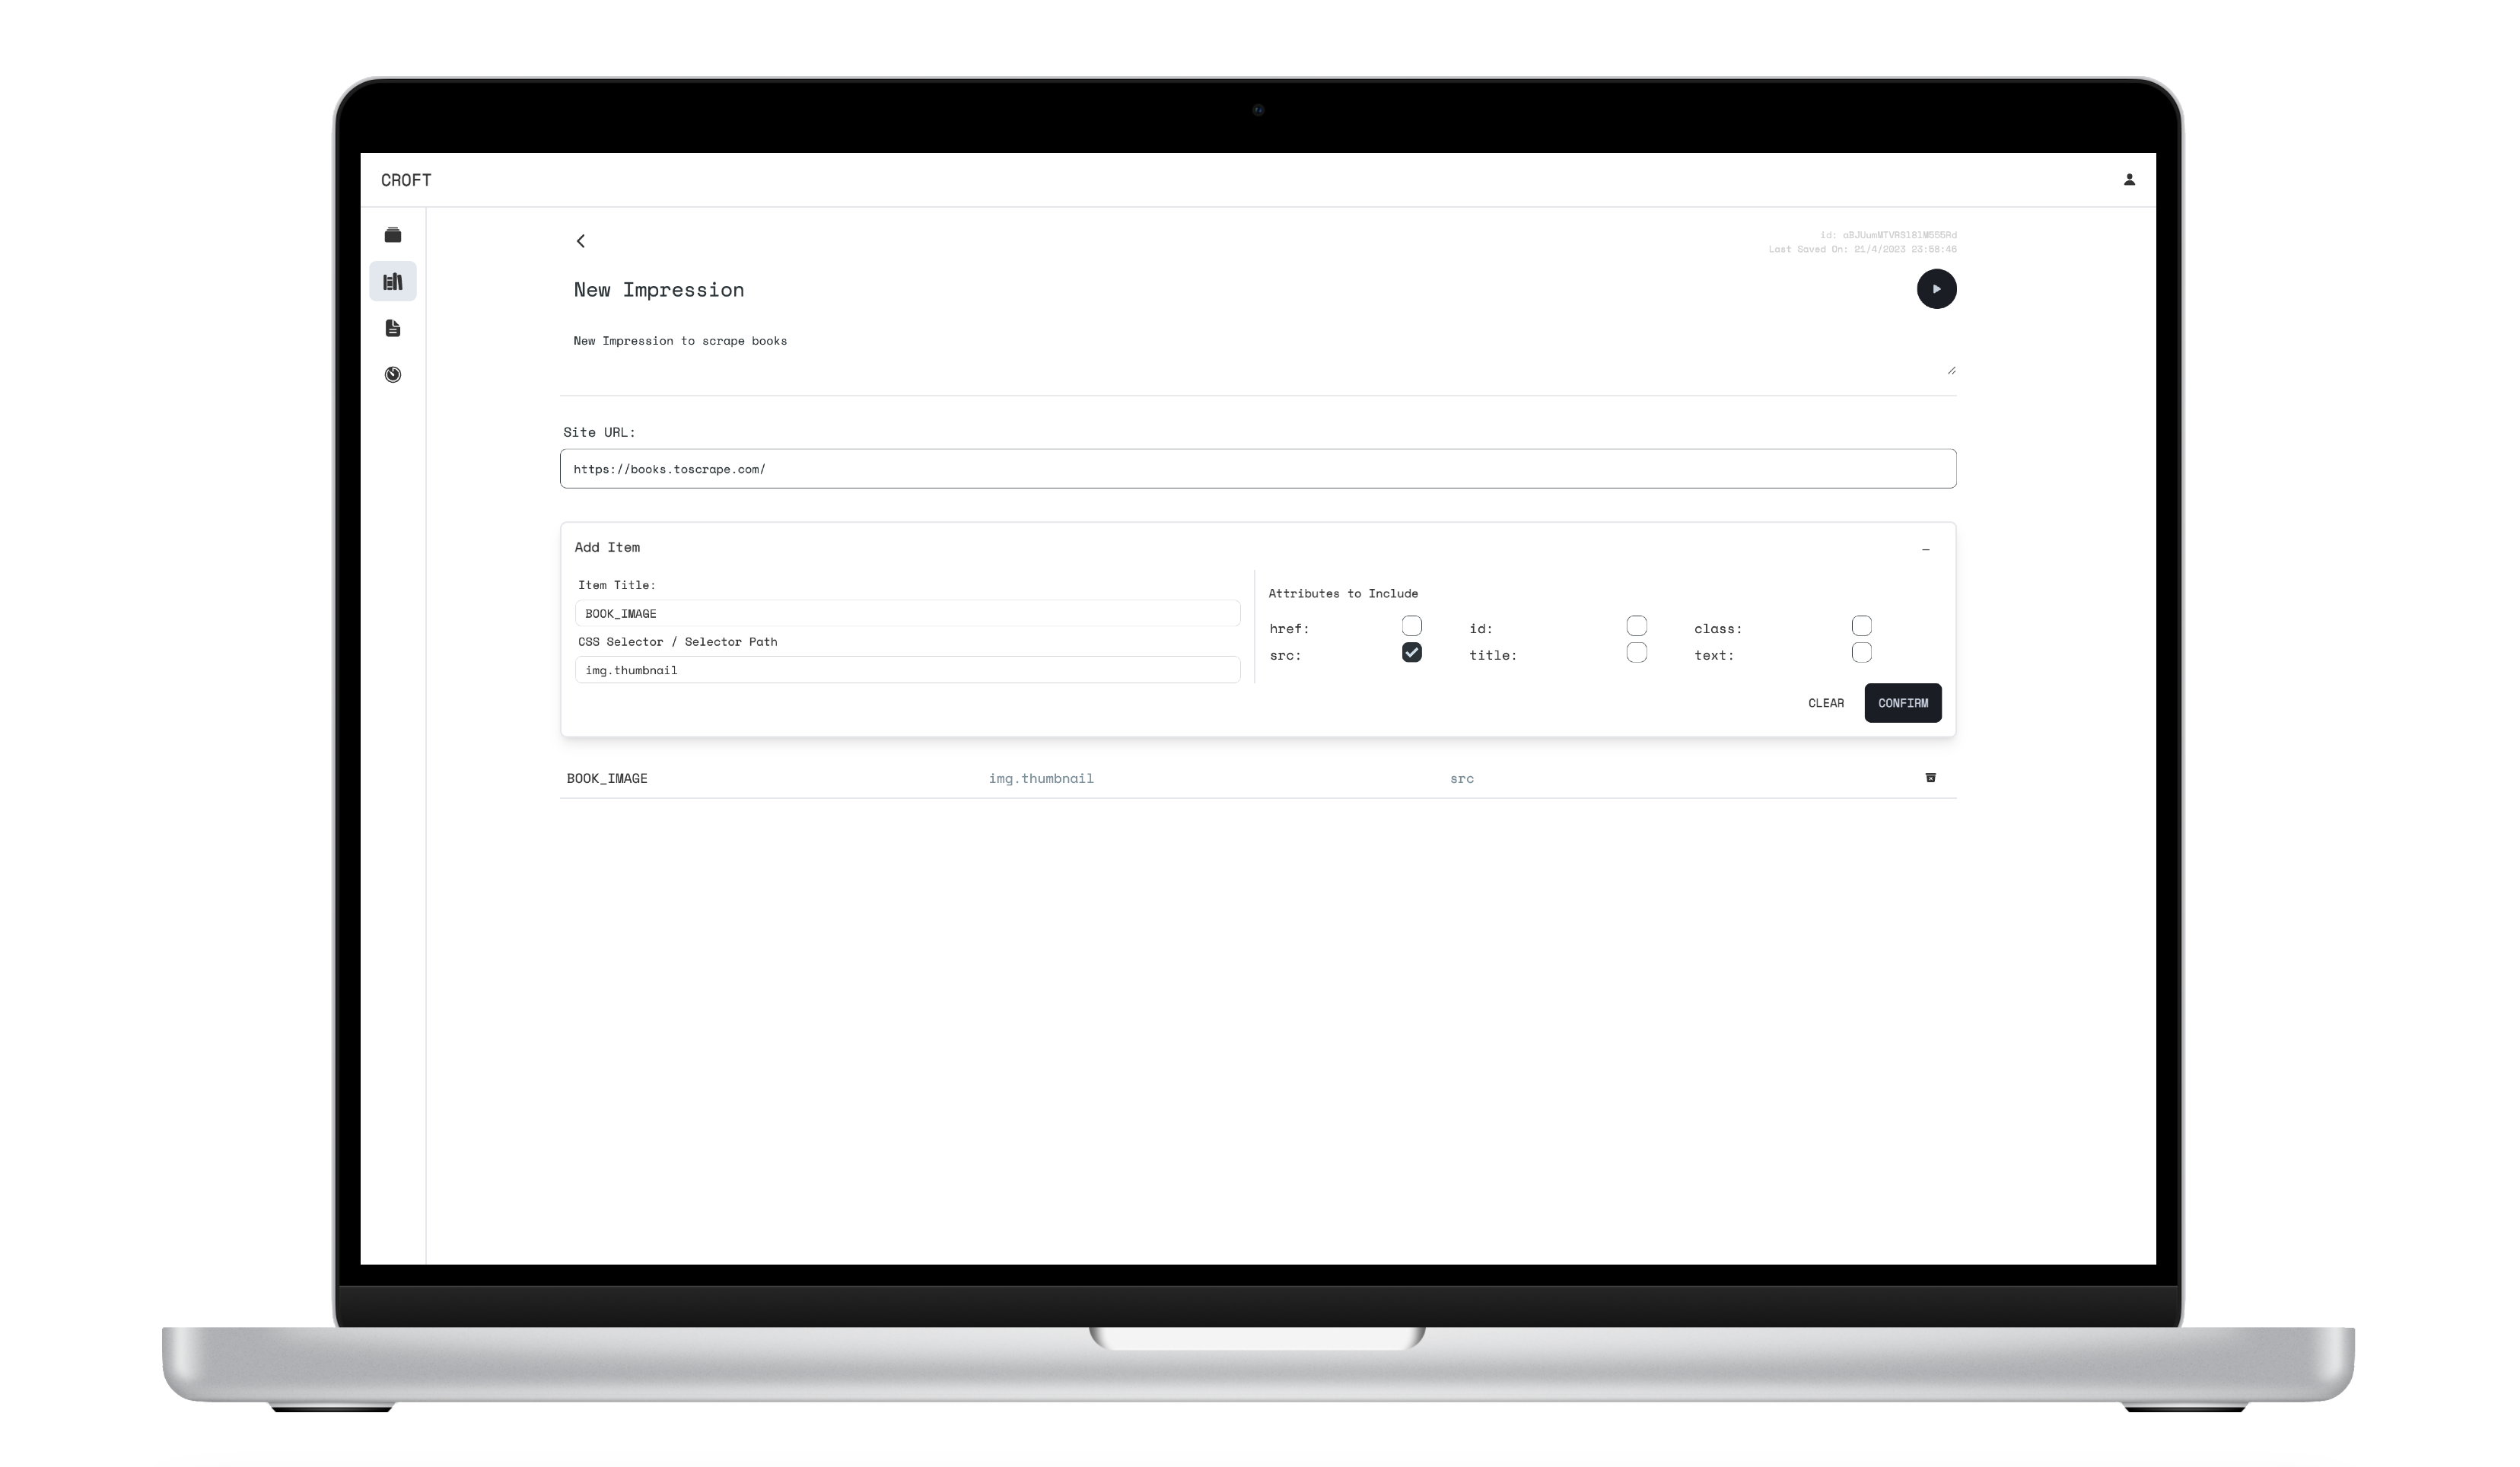 CROFT
id: aBJUumMTVRSl8lM555Rd
Last Saved On: 21/4/2023 23:58:48
New Impression
New Impression to scrape books
Site URL:
https://books.toscrape.com/
Add Item
Item Title:
BOOK_IMAGE
CSS Selector / Selector Path
img.thumbnail
Attributes to Include
href: id: class:
src: title: text:
CLEAR CONFIRM
BOOK_IMAGE img.thumbnail src